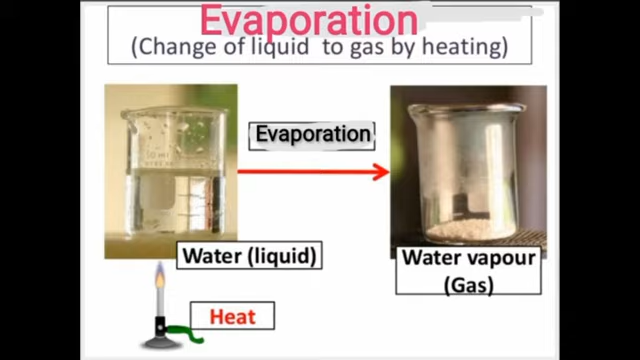 Evaporation
(Change of liquid to gas by heating)
Evaporation
Water (liquid)
Water vapour
(Gas)
Heat